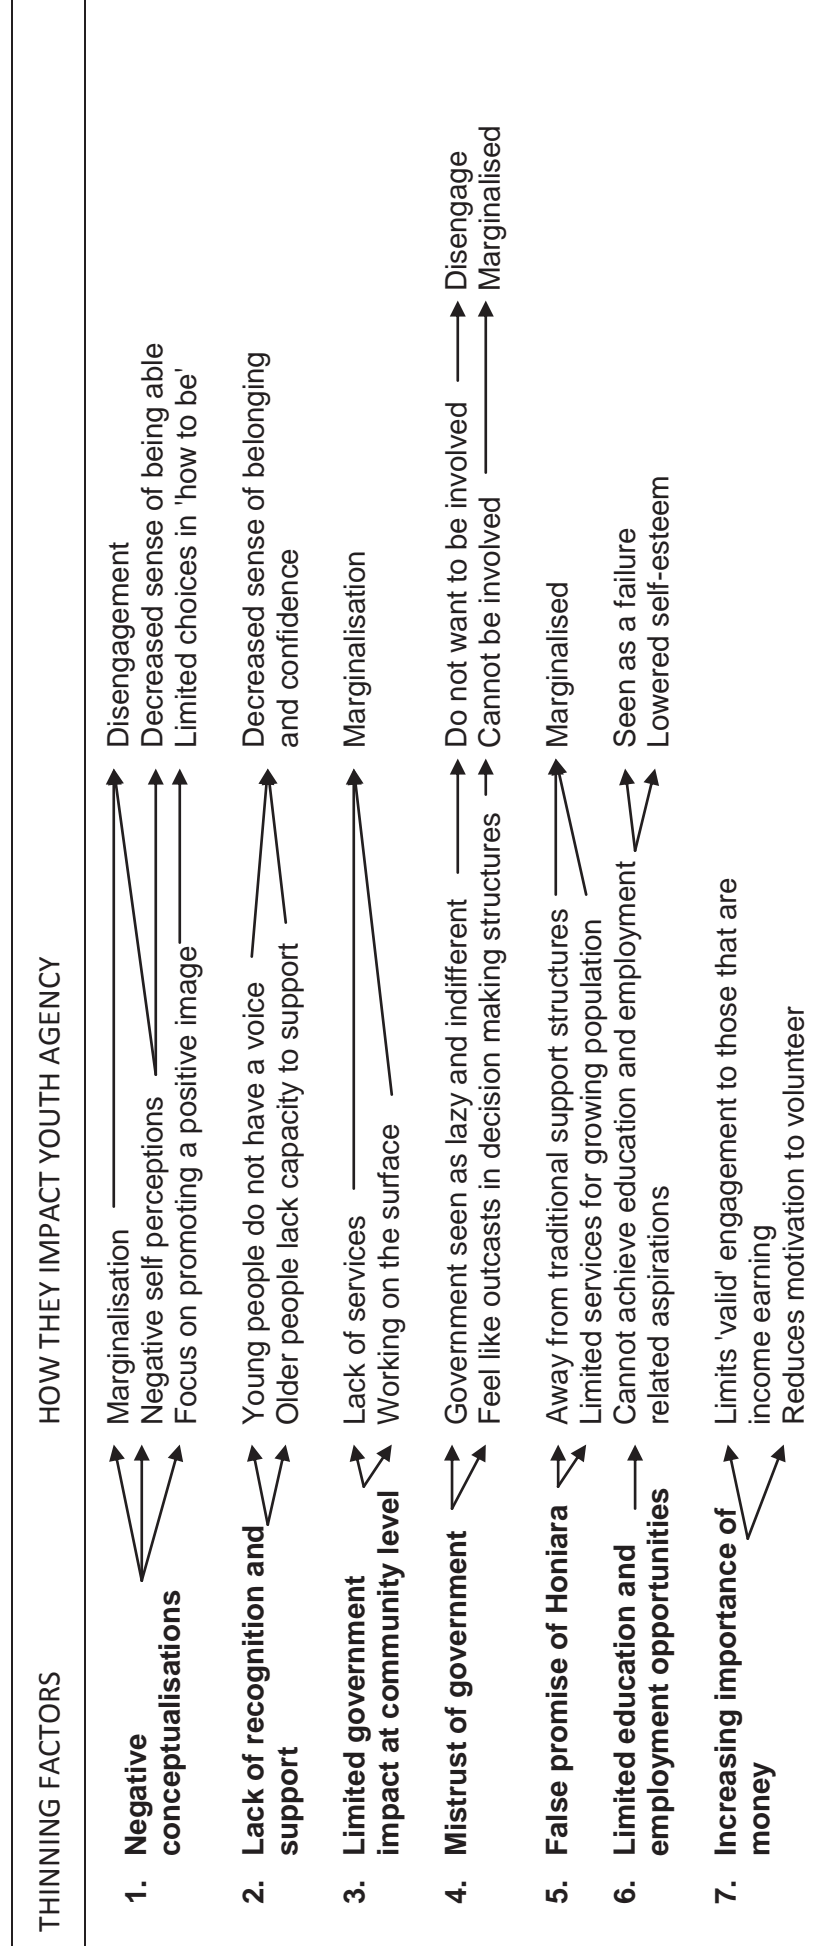 THINNING FACTORS
HOW THEY IMPACT YOUTH AGENCY
1. Negative
conceptualisations
Marginalisation
Negative self perceptions
Focus on promoting a positive image
Disengagement
Decreased sense of being able
Limited choices in 'how to be'
2. Lack of recognition and
support
Young people do not have a voice
Older people lack capacity to support
Decreased sense of belonging
and confidence
3. Limited government
impact at community level
Lack of services
Working on the surface
Marginalisation
4. Mistrust of government
Government seen as lazy and indifferent
Feel like outcasts in decision making structures
Do not want to be involved
Cannot be involved
Disengage
Marginalised
5. False promise of Honiara
Away from traditional support structures
Limited services for growing population
Marginalised
6. Limited education and
employment opportunities
Cannot achieve education and employment
related aspirations
Seen as a failure
Lowered self-esteem
7. Increasing importance of
money
Limits 'valid' engagement to those that are
income earning
Reduces motivation to volunteer